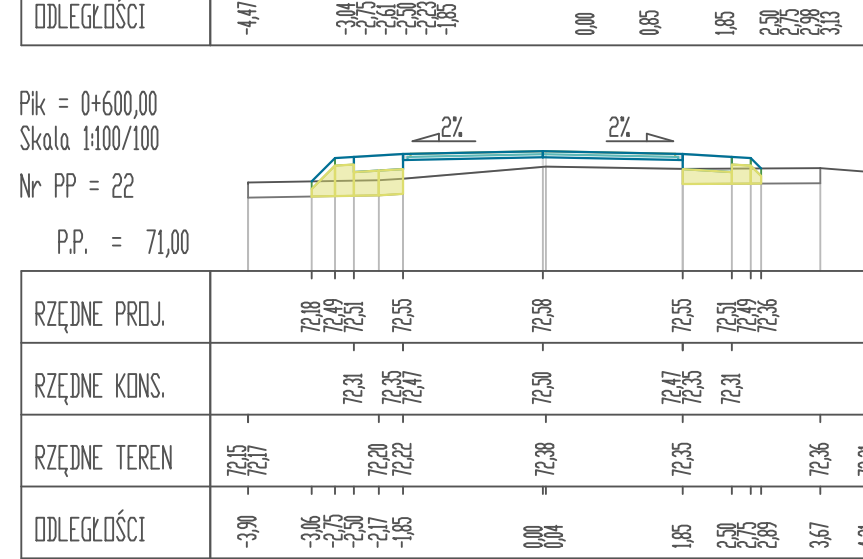 ODLEGŁOŚCI -4,47 -3,04 -2,75 -2,61 -2,50 -2,23 -1,85 0,00 0,85 1,85 2,50 2,75 2,98 3,13
Pik = 0+600,00
Skala 1:100/100
Nr PP = 22
2% 2%
P.P. = 71,00
RZĘDNE PROJ. 72,18 72,49 72,51 72,55 72,58 72,55 72,51 72,49 72,36
RZĘDNE KONS. 72,31 72,35 72,47 72,50 72,47 72,35 72,31
RZĘDNE TEREN 72,15 72,17 72,20 72,22 72,38 72,35 72,36
ODLEGŁOŚCI -3,90 -3,06 -2,75 -2,50 -2,17 -1,85 0,00 0,04 1,85 2,50 2,75 2,89 3,67